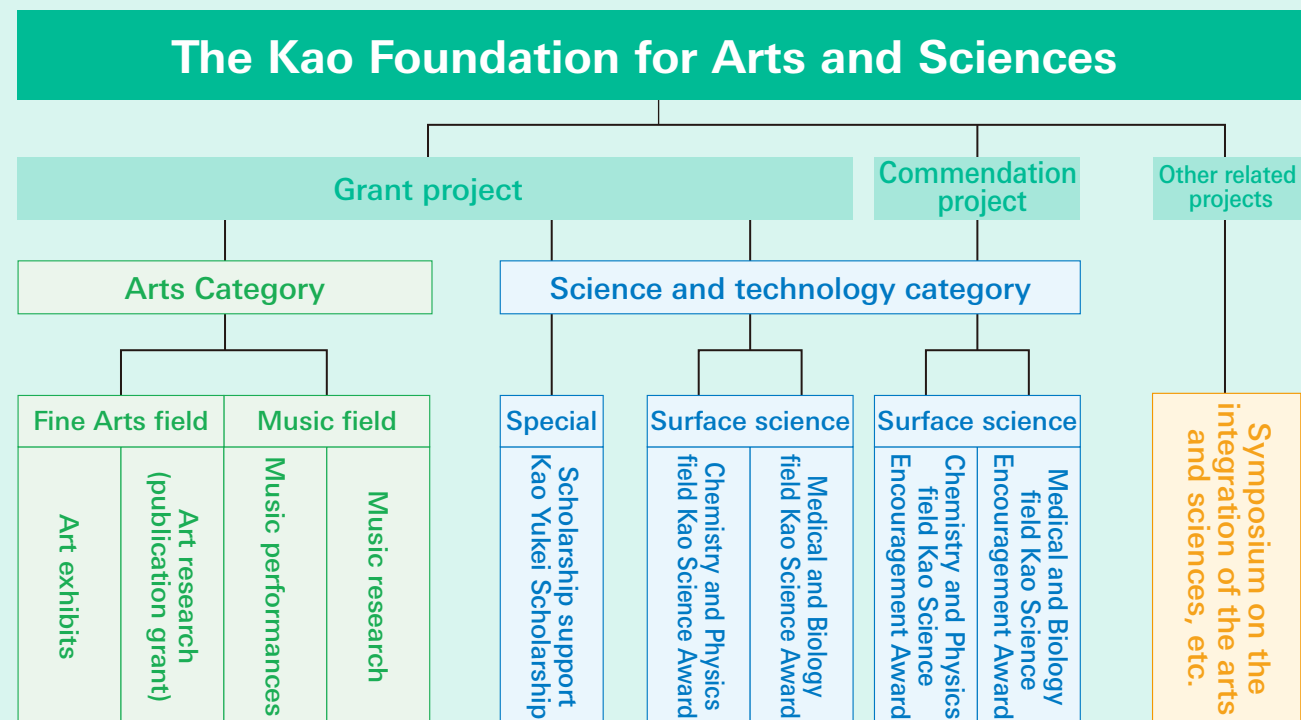 The Kao Foundation for Arts and Sciences
Grant project
Commendation
project
Other related
projects
Arts Category
Science and technology category
Fine Arts field
Music field
Special
Surface science
Surface science
Art exhibits
Art research
(publication grant)
Music performances
Music research
Scholarship support
Kao Yukei Scholarship
Chemistry and Physics
field Kao Science Award
Medical and Biology
field Kao Science Award
Chemistry and Physics
field Kao Science
Encouragement Award
Medical and Biology
field Kao Science
Encouragement Award
Symposium on the
integration of the arts
and sciences, etc.